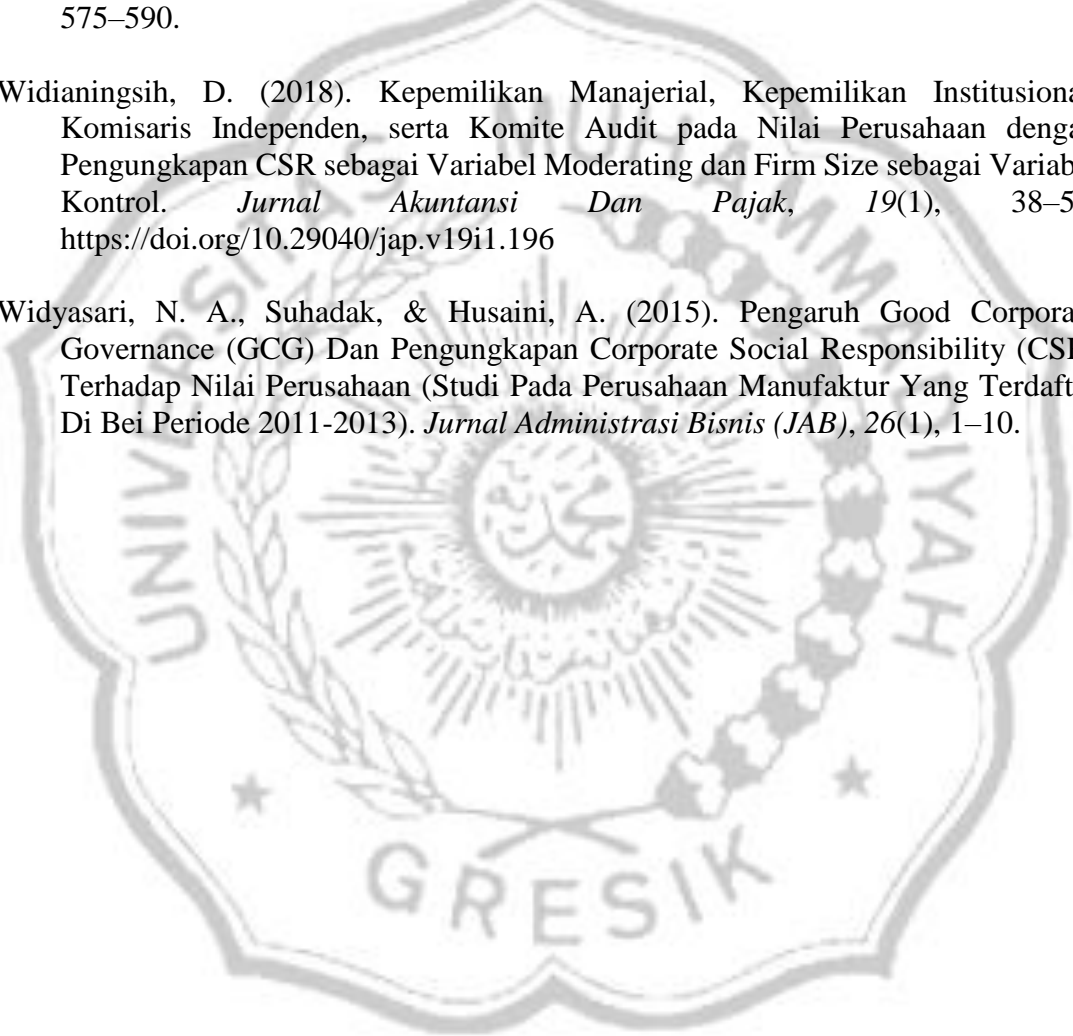 575–590.
Widianingsih, D. (2018). Kepemilikan Manajerial, Kepemilikan Institusiona
Komisaris Independen, serta Komite Audit pada Nilai Perusahaan denga
Pengungkapan CSR sebagai Variabel Moderating dan Firm Size sebagai Variab
Kontrol. Jurnal Akuntansi Dan Pajak, 19(1), 38–5
https://doi.org/10.29040/jap.v19i1.196
Widyasari, N. A., Suhadak, & Husaini, A. (2015). Pengaruh Good Corpora
Governance (GCG) Dan Pengungkapan Corporate Social Responsibility (CSR
Terhadap Nilai Perusahaan (Studi Pada Perusahaan Manufaktur Yang Terdaft
Di Bei Periode 2011-2013). Jurnal Administrasi Bisnis (JAB), 26(1), 1–10.
UNIVERSITAS MUHAMMADIYAH
GRESIK